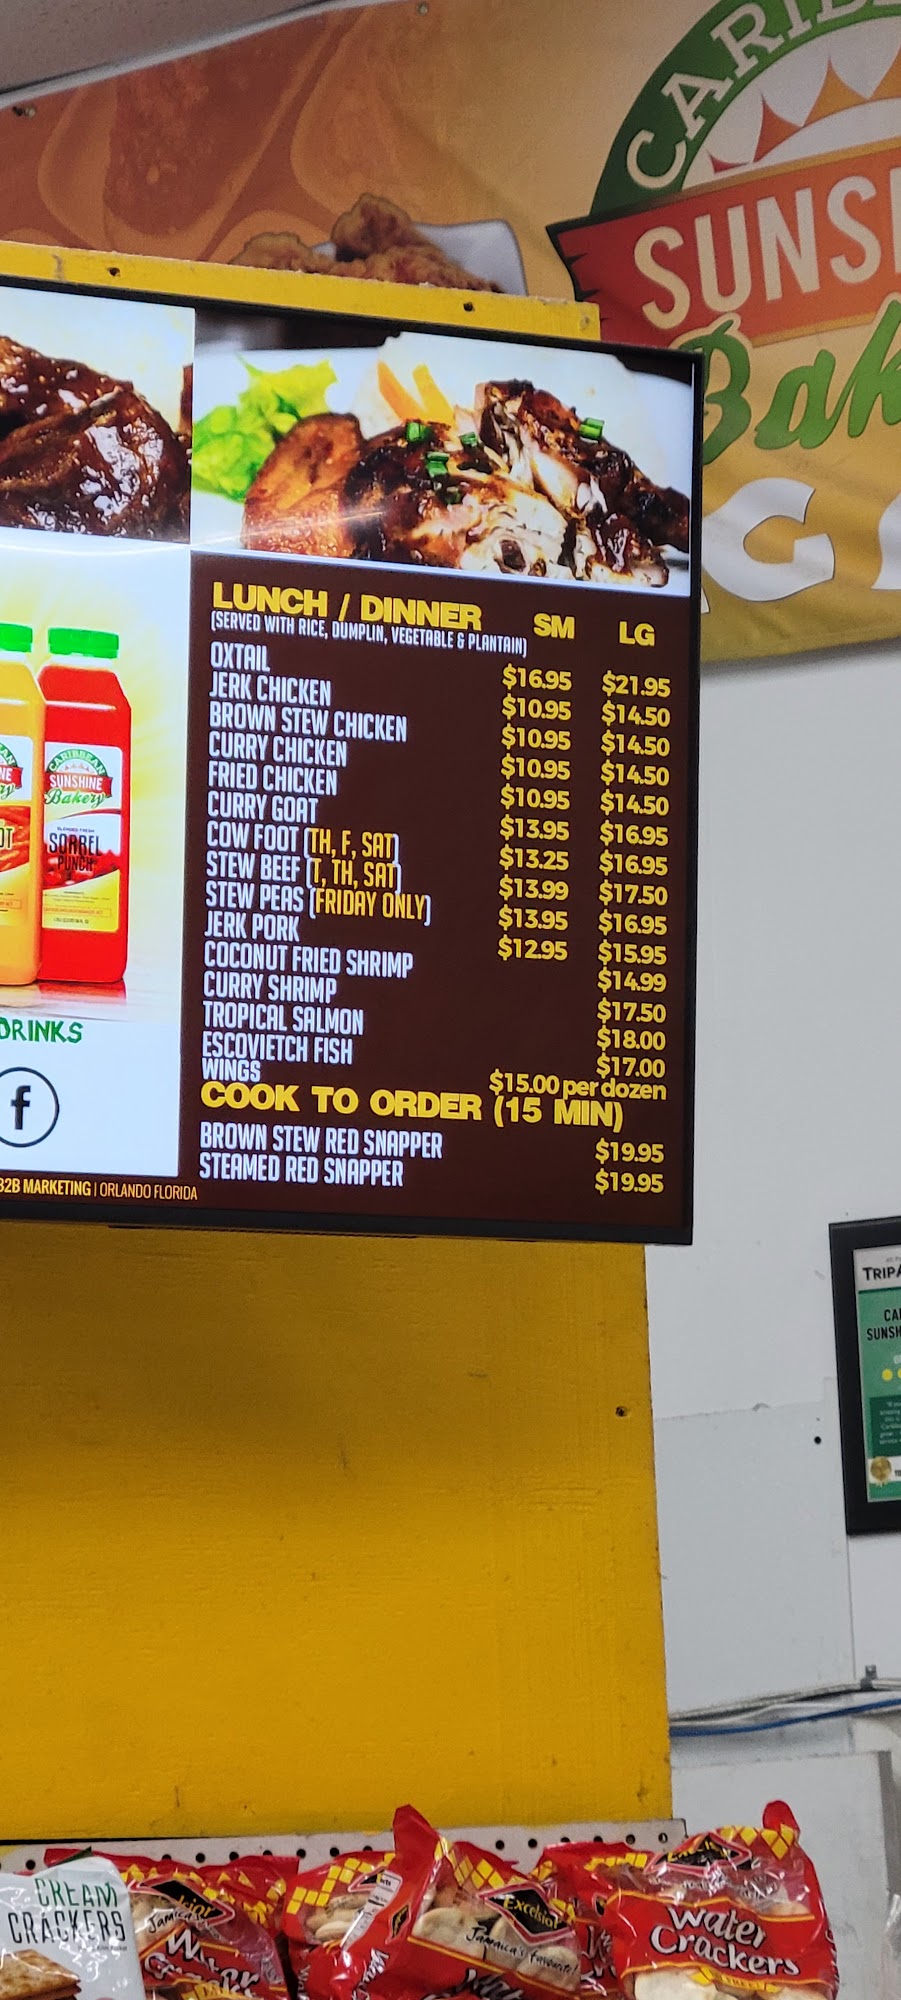 CARIB
SUNS
Bak
LUNCH / DINNER SM LG
(SERVED WITH RICE, DUMPLIN, VEGETABLE & PLANTAIN)
OXTAIL $16.95 $21.95
JERK CHICKEN $10.95 $14.50
BROWN STEW CHICKEN $10.95 $14.50
CURRY CHICKEN $10.95 $14.50
FRIED CHICKEN $10.95 $14.50
CURRY GOAT $13.95 $16.95
COW FOOT (TH, F, SAT) $13.25 $16.95
STEW BEEF (T, TH, SAT) $13.99 $17.50
STEW PEAS (FRIDAY ONLY) $13.95 $16.95
JERK PORK $12.95 $15.95
COCONUT FRIED SHRIMP $14.99
CURRY SHRIMP $17.50
TROPICAL SALMON $18.00
ESCOVIETCH FISH $17.00
WINGS $15.00 per dozen
COOK TO ORDER (15 MIN)
BROWN STEW RED SNAPPER $19.95
STEAMED RED SNAPPER $19.95
CARIBBEAN
SUNSHINE
Bakery
SORREL
PUNCH
DRINKS
f
B2B MARKETING | ORLANDO FLORIDA
TRIPA
CA
SUNSH
CREAM
CRACKERS
Excelsior
Jamaica's Favourite!
Water
Crackers